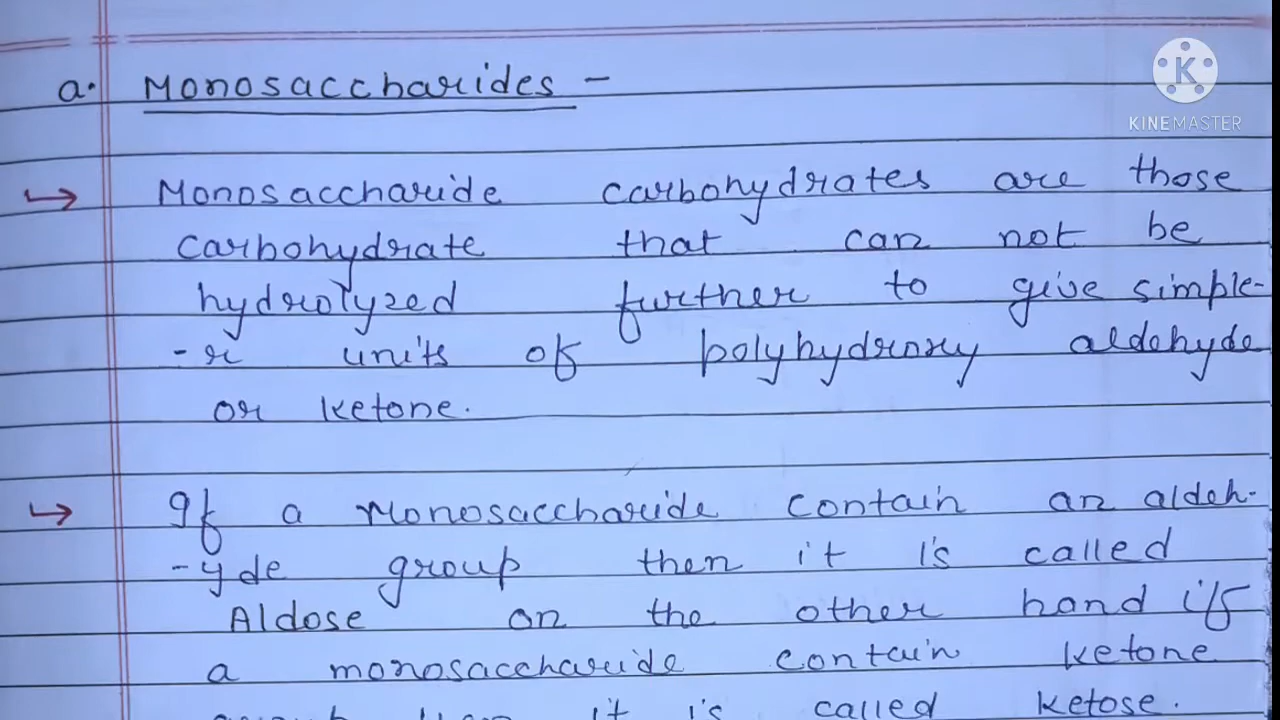 a. Monosaccharides -
KINEMASTER
↪ Monosaccharide carbohydrates are those
carbohydrate that can not be
hydrolyzed further to give simple-
-r units of polyhydroxy aldehyde
or ketone.
↪ If a Monosaccharide contain an aldeh-
-yde group then it is called
Aldose on the other hand if
a monosaccharide contain ketone
it is called ketose.